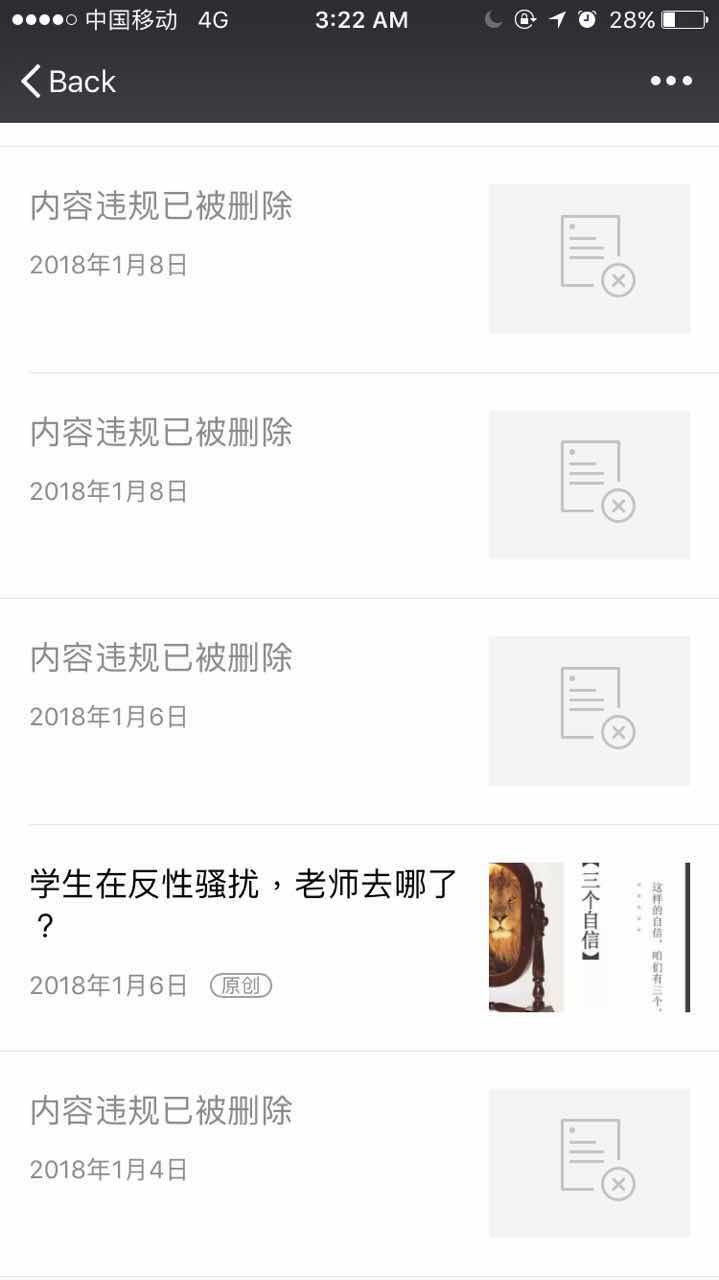 中国移动 4G 3:22 AM 28%
Back
内容违规已被删除
2018年1月8日
内容违规已被删除
2018年1月8日
内容违规已被删除
2018年1月6日
学生在反性骚扰，老师去哪了
？
2018年1月6日 原创
【三个自信】
这样的自信，咱们有三个，
内容违规已被删除
2018年1月4日